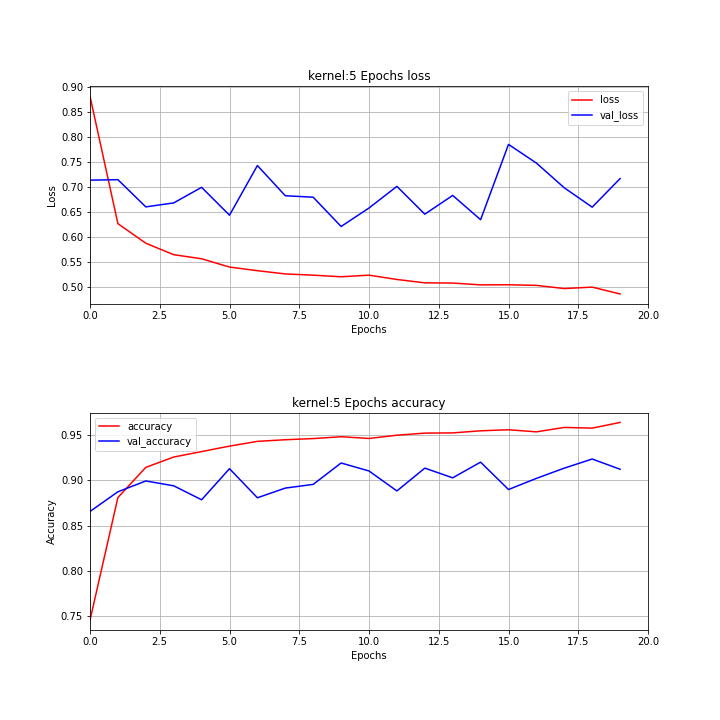 kernel:5 Epochs loss
0.90
0.85
0.80
0.75
0.70
0.65
0.60
0.55
0.50
Loss
loss
val_loss
0.0 2.5 5.0 7.5 10.0 12.5 15.0 17.5 20.0
Epochs
kernel:5 Epochs accuracy
accuracy
val_accuracy
0.95
0.90
0.85
0.80
0.75
Accuracy
0.0 2.5 5.0 7.5 10.0 12.5 15.0 17.5 20.0
Epochs